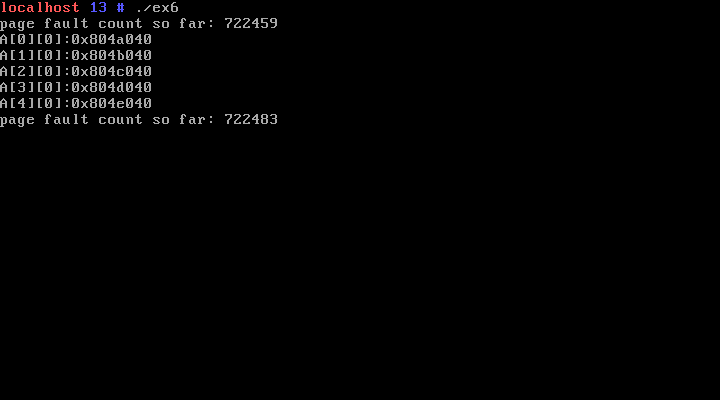 localhost 13 # ./ex6
page fault count so far: 722459
A[0][0]:0x804a040
A[1][0]:0x804b040
A[2][0]:0x804c040
A[3][0]:0x804d040
A[4][0]:0x804e040
page fault count so far: 722483